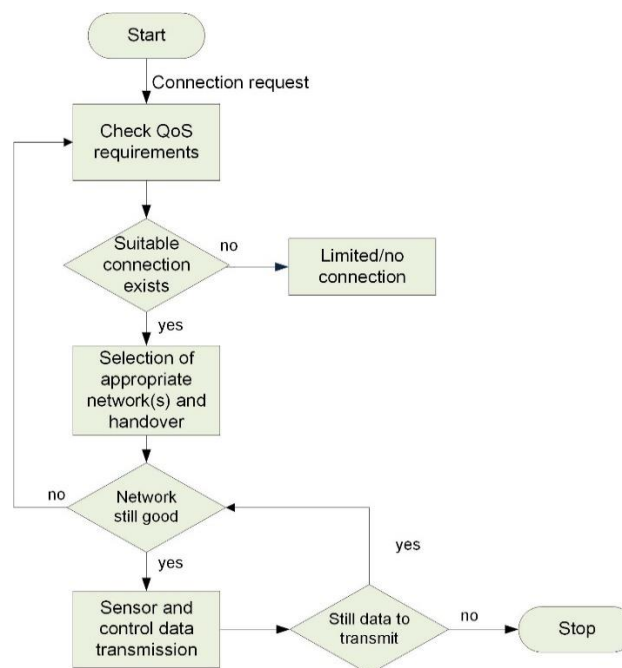 Start
Connection request
Check QoS
requirements
Suitable
connection
exists
no
Limited/no
connection
yes
Selection of
appropriate
network(s) and
handover
no
Network
still good
yes
yes
Sensor and
control data
transmission
Still data to
transmit
no
Stop